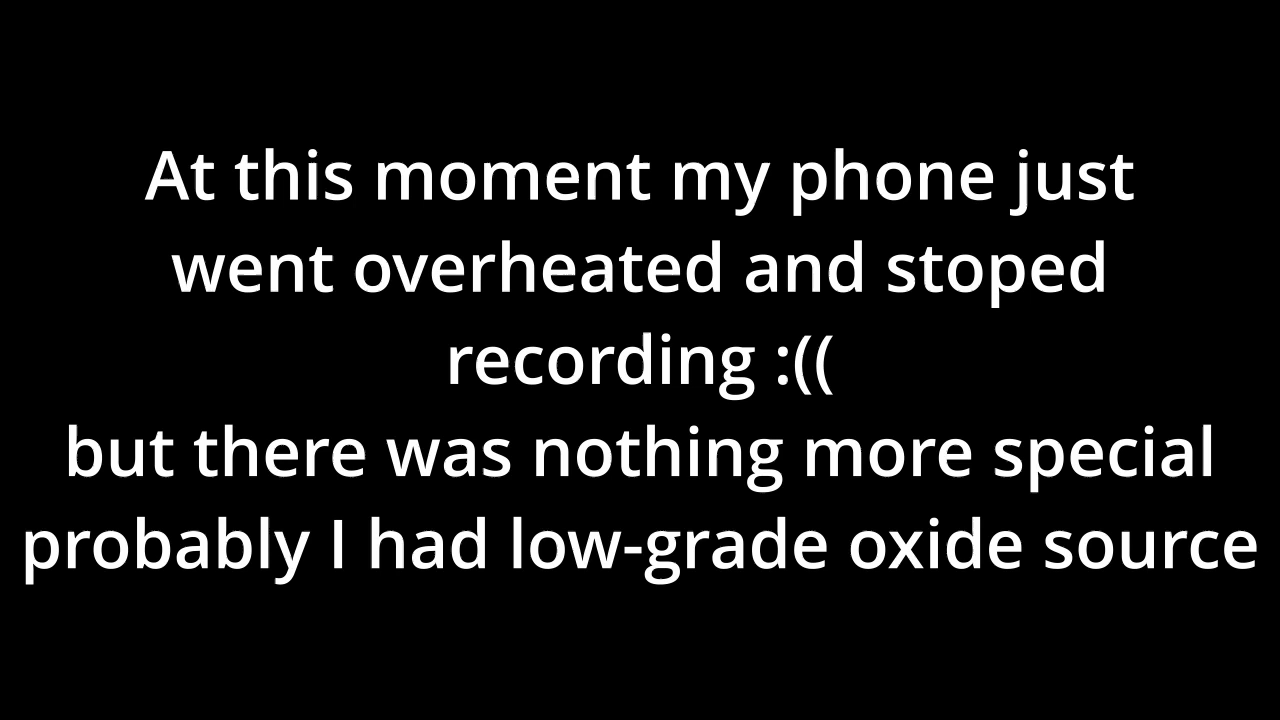 At this moment my phone just
went overheated and stoped
recording :((
but there was nothing more special
probably I had low-grade oxide source